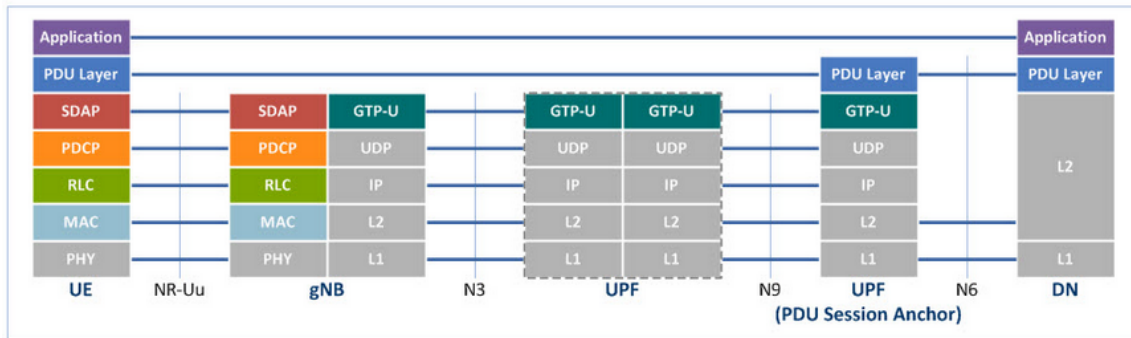 Application Application
PDU Layer PDU Layer PDU Layer
SDAP SDAP GTP-U GTP-U GTP-U GTP-U
PDCP PDCP UDP UDP UDP UDP
RLC RLC IP IP IP IP L2
MAC MAC L2 L2 L2 L2
PHY PHY L1 L1 L1 L1 L1
UE NR-Uu gNB N3 UPF N9 UPF N6 DN
(PDU Session Anchor)